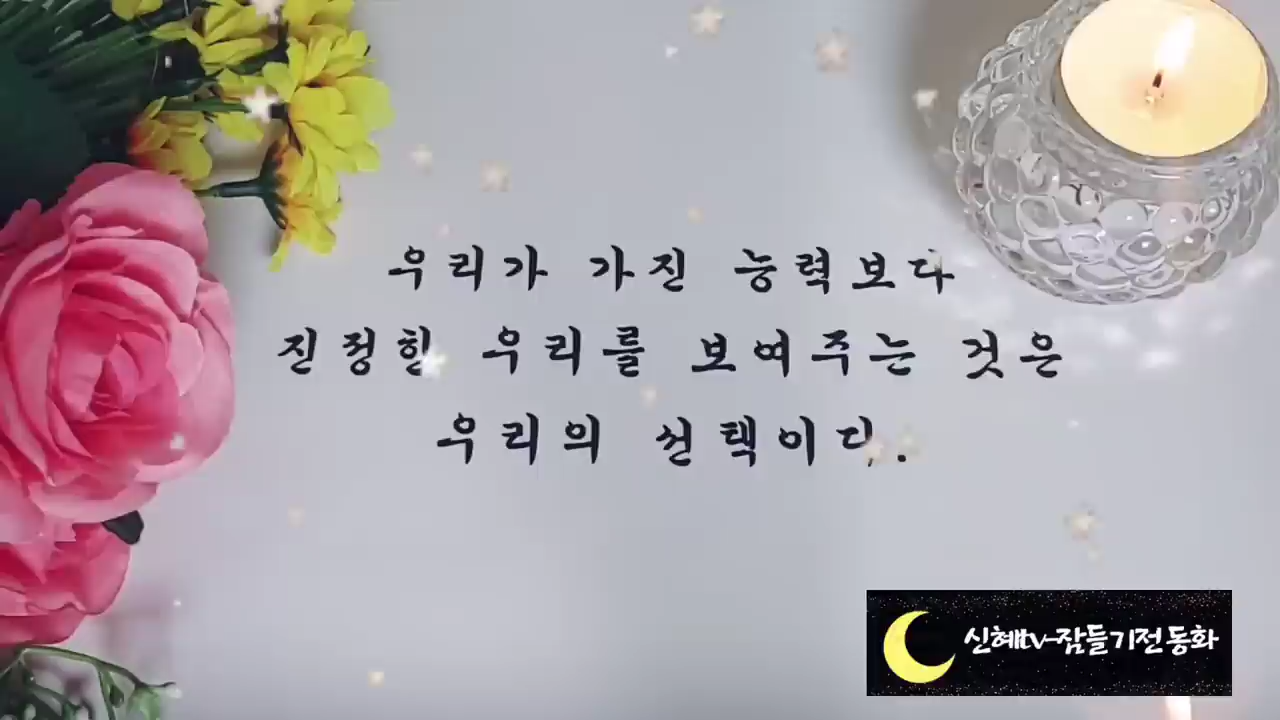 우리가 가진 능력보다
진정한 우리를 보여주는 것은
우리의 선택이다.
신혜tv-잠들기전 동화